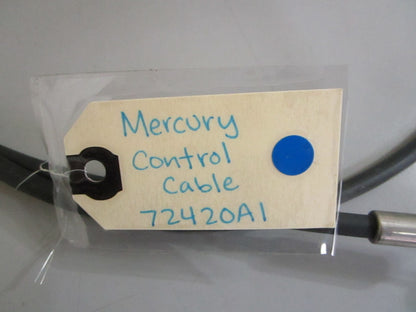 Mercury
Control
Cable
72420A1